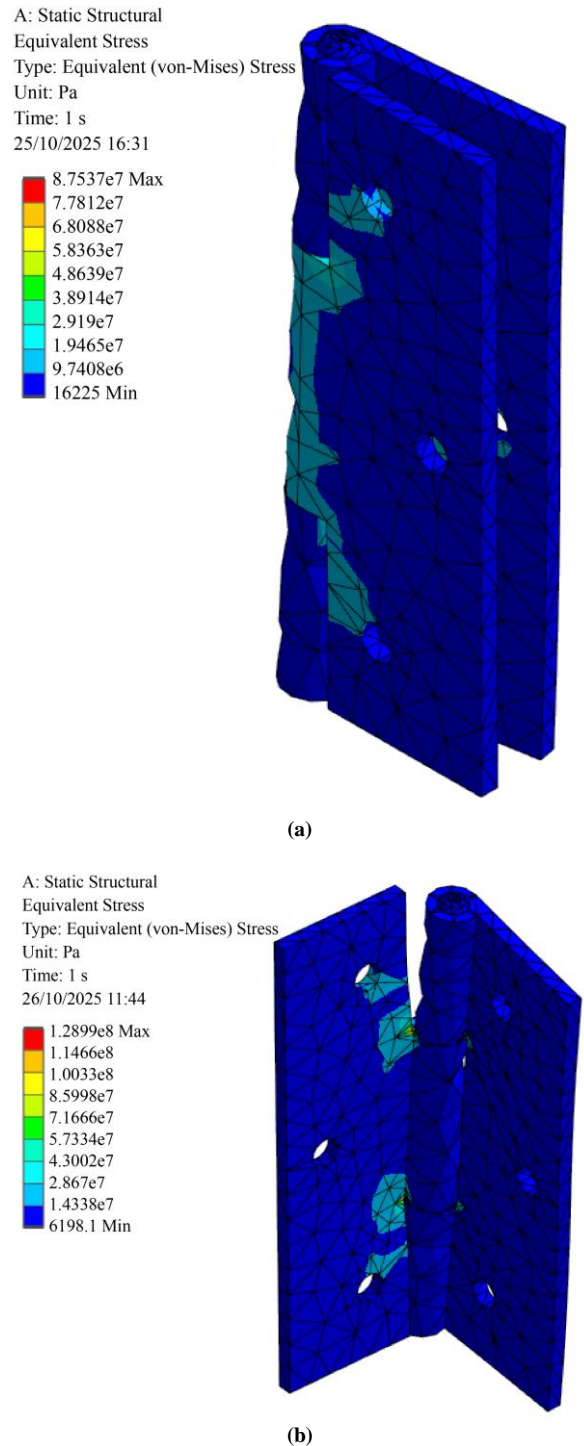 A: Static Structural
Equivalent Stress
Type: Equivalent (von-Mises) Stress
Unit: Pa
Time: 1 s
25/10/2025 16:31
8.7537e7 Max
7.7812e7
6.8088e7
5.8363e7
4.8639e7
3.8914e7
2.919e7
1.9465e7
9.7408e6
16225 Min
(a)
A: Static Structural
Equivalent Stress
Type: Equivalent (von-Mises) Stress
Unit: Pa
Time: 1 s
26/10/2025 11:44
1.2899e8 Max
1.1466e8
1.0033e8
8.5998e7
7.1666e7
5.7334e7
4.3002e7
2.867e7
1.4338e7
6198.1 Min
(b)